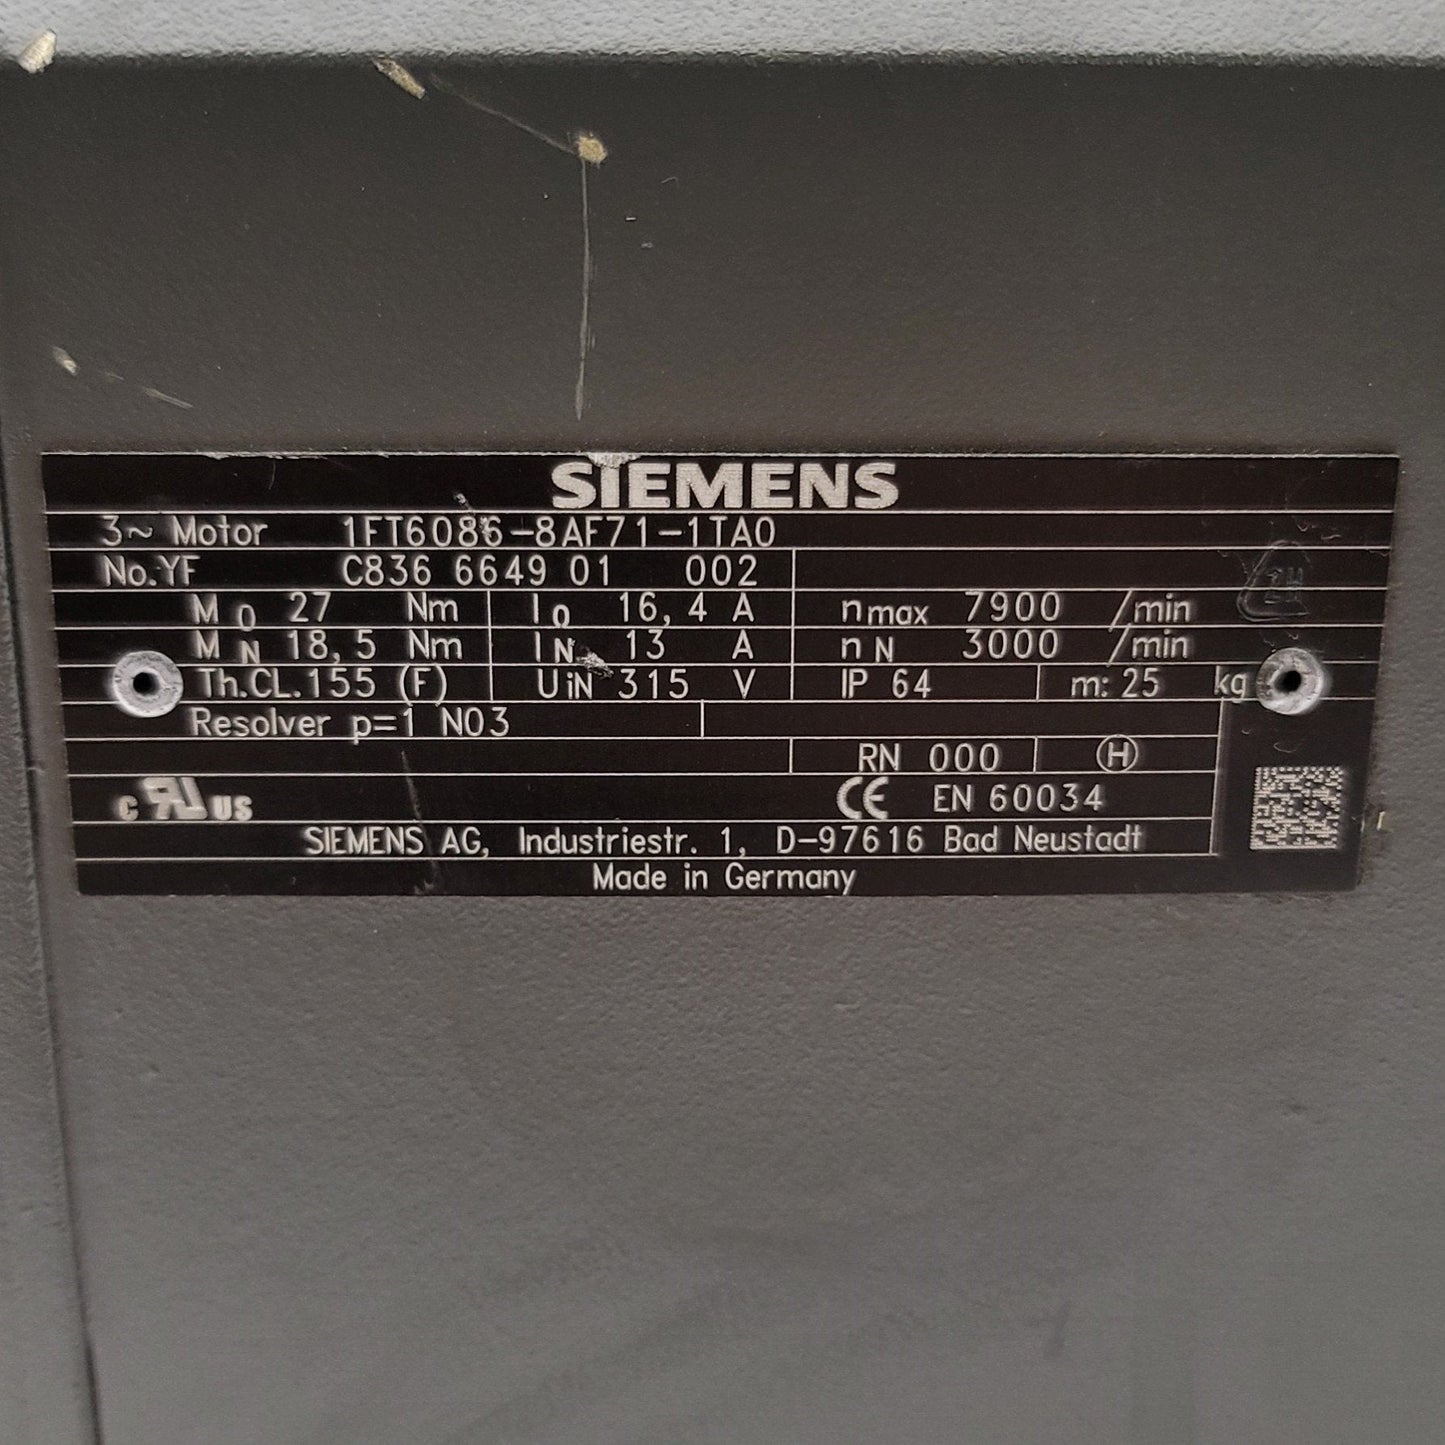 SIEMENS
3~ Motor 1FT6086-8AF71-1TA0
No.YF C836 6649 01 002
M0 27 Nm I0 16,4 A nmax 7900 /min
MN 18,5 Nm IN 13 A nN 3000 /min
Th.CL.155 (F) UiN 315 V IP 64 m: 25 kg
Resolver p=1 N03
RN 000 H
CE EN 60034
c RU US
SIEMENS AG, Industriestr. 1, D-97616 Bad Neustadt
Made in Germany